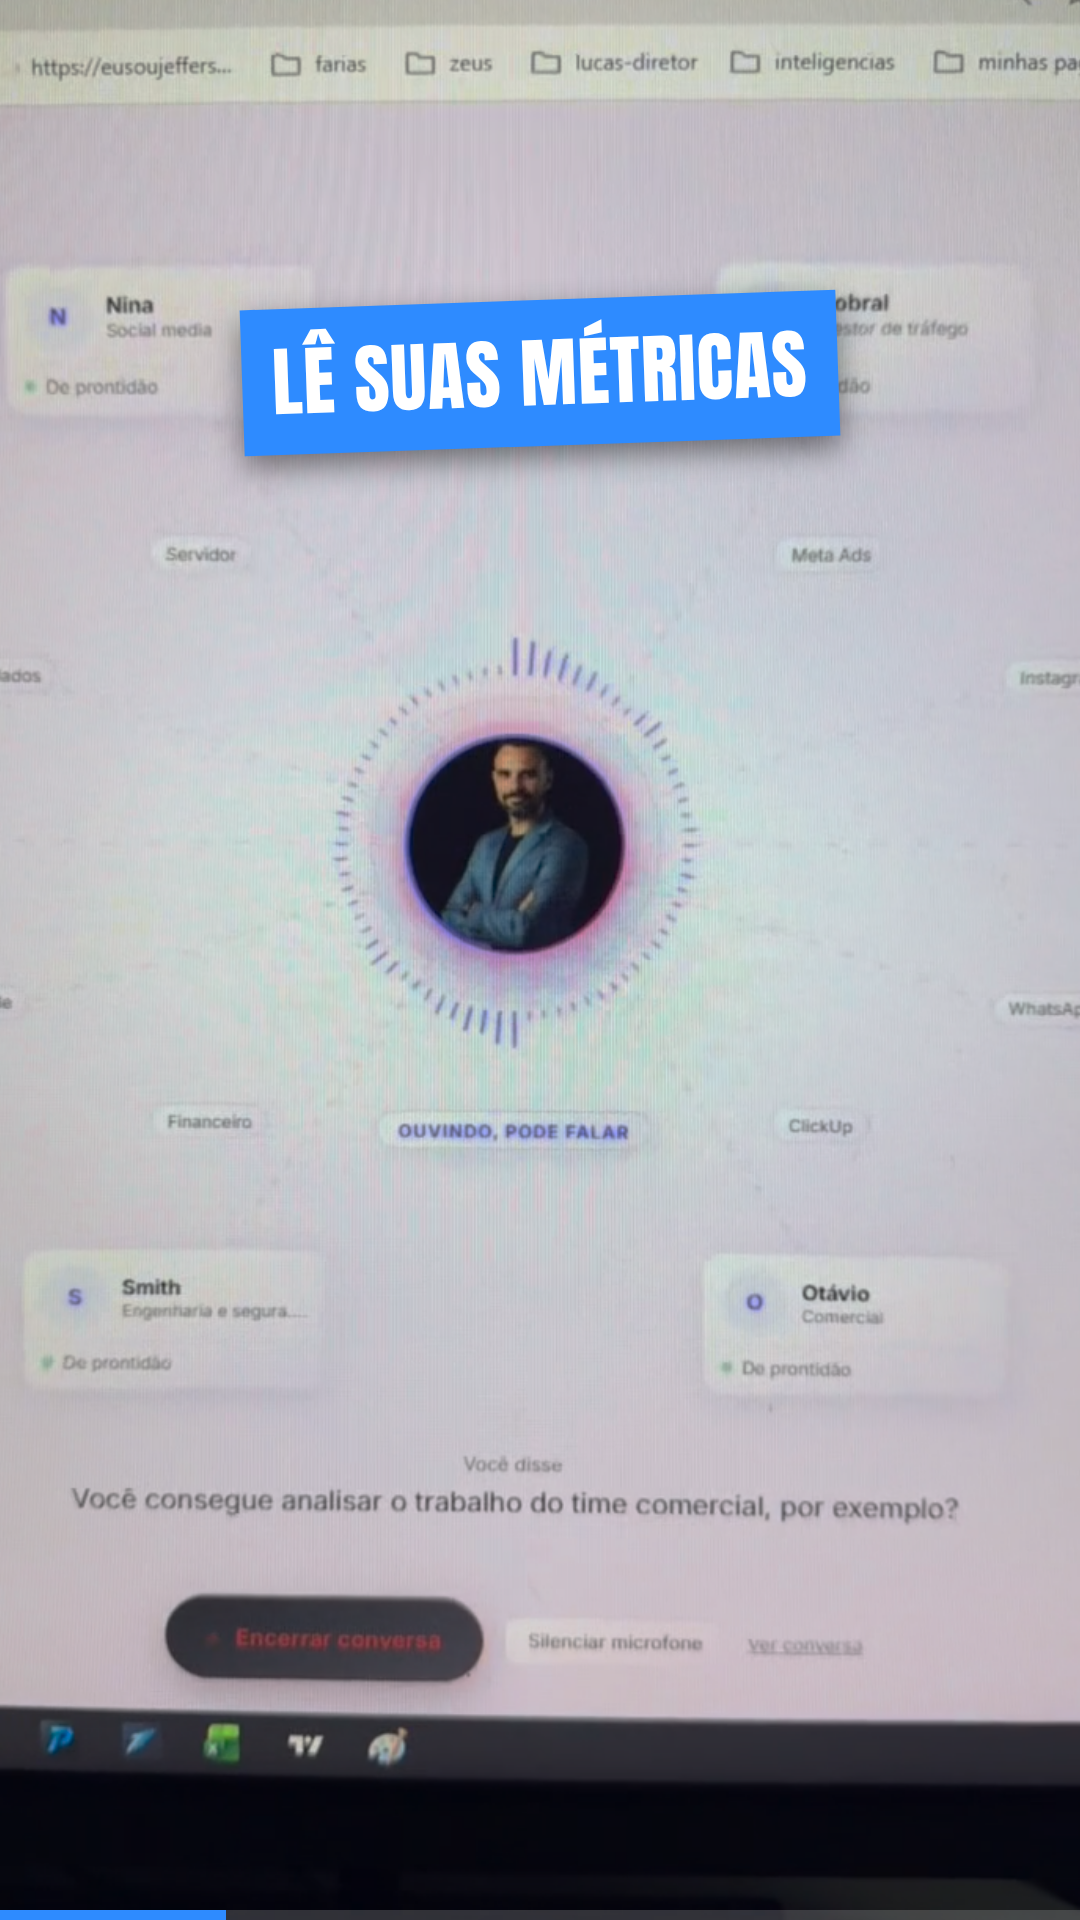 https://eusoujeffers...
farias
zeus
lucas-diretor
inteligencias
minhas pa
N
Nina
Social media
De prontidão
obral
estor de tráfego
dão
LÊ SUAS MÉTRICAS
Servidor
Meta Ads
ados
Instagr
le
WhatsAp
Financeiro
OUVINDO, PODE FALAR
ClickUp
S
Smith
Engenharia e segura....
De prontidão
O
Otávio
Comercial
De prontidão
Você disse
Você consegue analisar o trabalho do time comercial, por exemplo?
Encerrar conversa
Silenciar microfone
Ver conversa